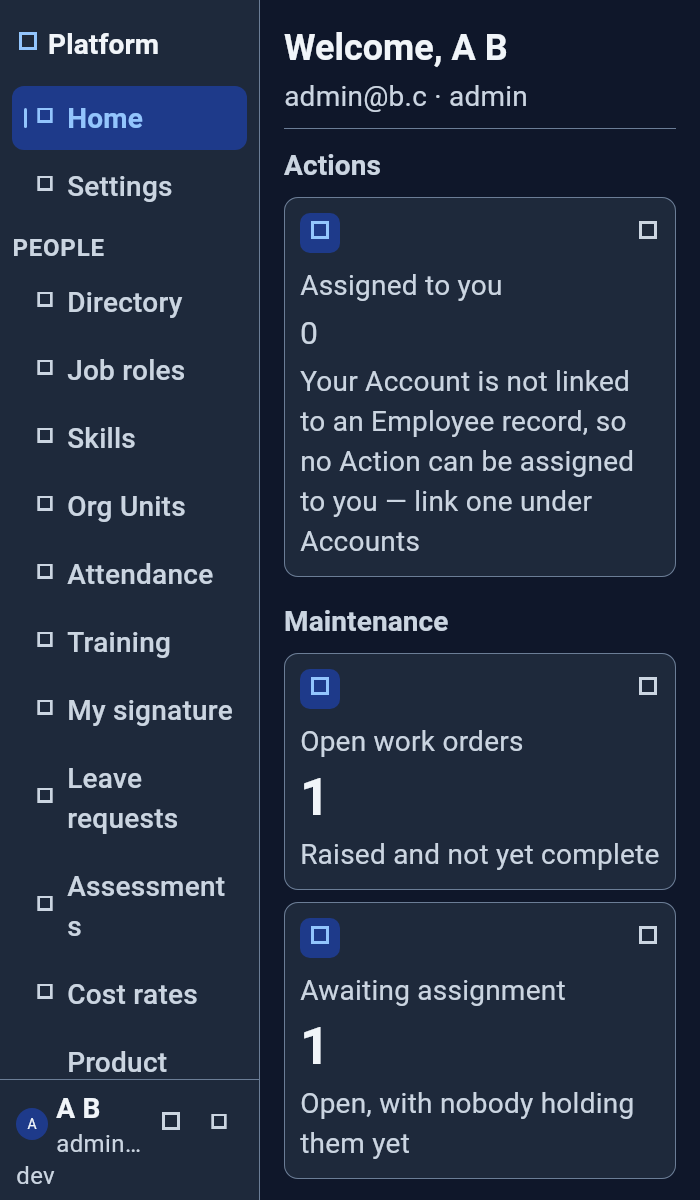 Platform
Home
Settings
PEOPLE
Directory
Job roles
Skills
Org Units
Attendance
Training
My signature
Leave
requests
Assessment
s
Cost rates
Product
A
A B
admin…
dev
Welcome, A B
admin@b.c · admin
Actions
Assigned to you
0
Your Account is not linked
to an Employee record, so
no Action can be assigned
to you — link one under
Accounts
Maintenance
Open work orders
1
Raised and not yet complete
Awaiting assignment
1
Open, with nobody holding
them yet